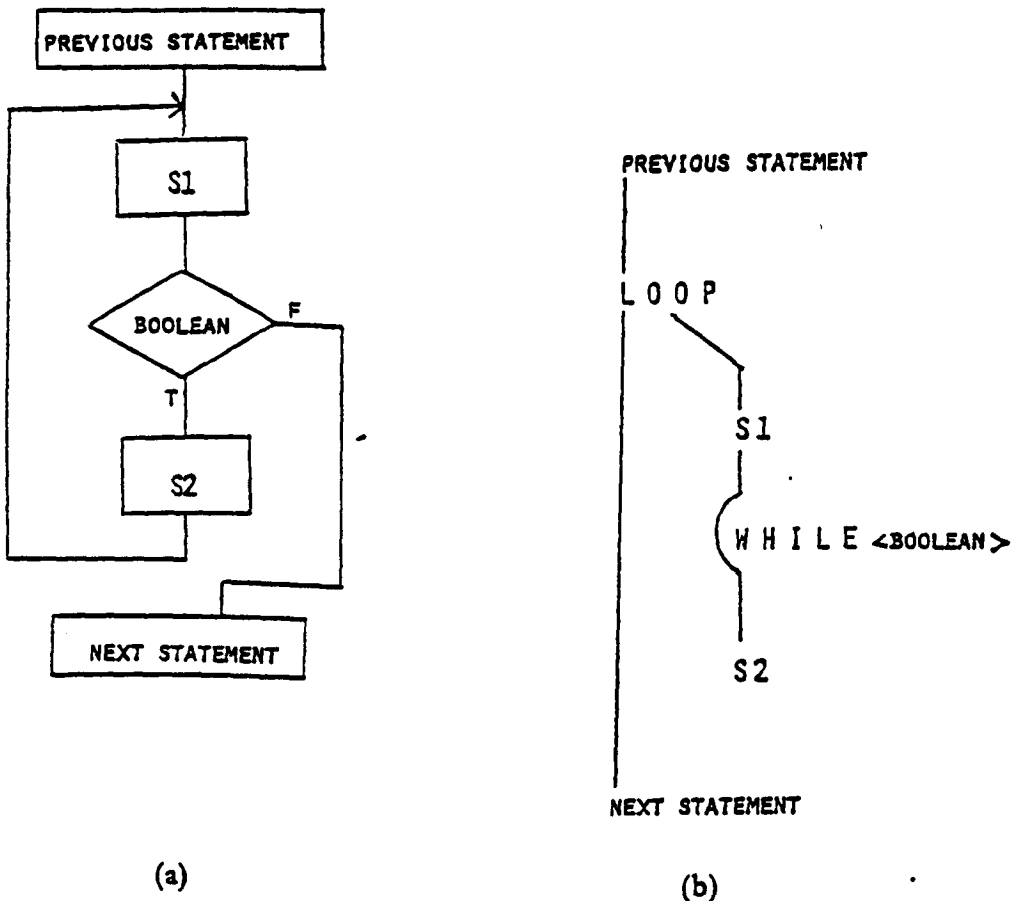 PREVIOUS STATEMENT
S1
BOOLEAN
F
T
S2
NEXT STATEMENT
(a)
PREVIOUS STATEMENT
LOOP
S1
WHILE <BOOLEAN>
S2
NEXT STATEMENT
(b)